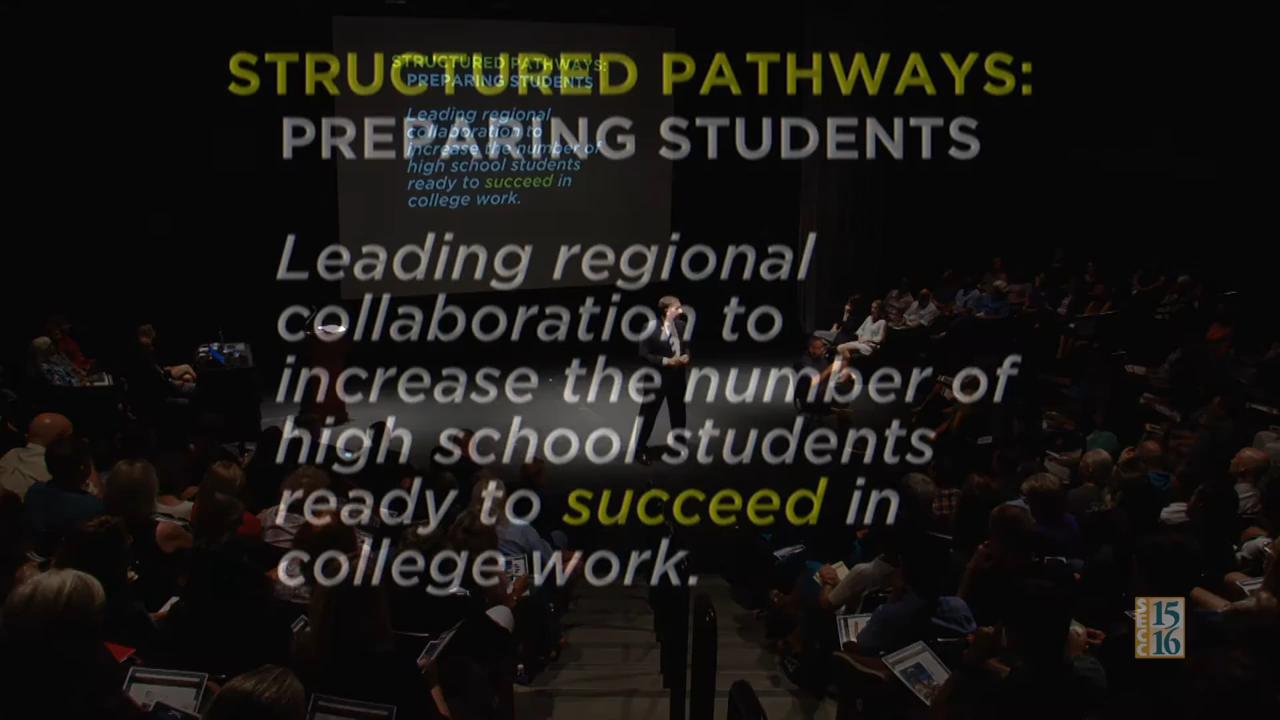 STRUCTURED PATHWAYS:
PREPARING STUDENTS
Leading regional
collaboration to
increase the number of
high school students
ready to succeed in
college work.
STRUCTURED PATHWAYS:
PREPARING STUDENTS
Leading regional
collaboration to
increase the number of
high school students
ready to succeed in
college work.
SECC
15
16